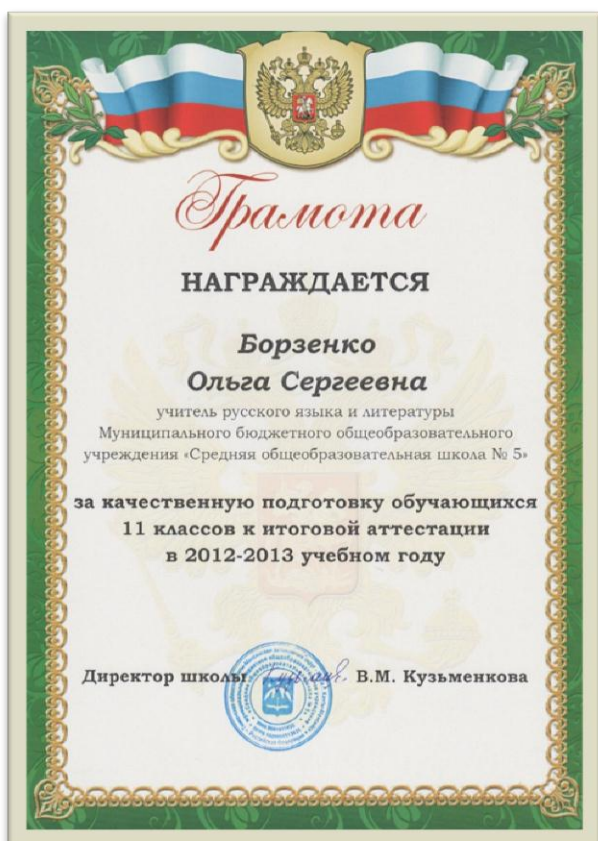 Грамота
НАГРАЖДАЕТСЯ
Борзенко
Ольга Сергеевна
учитель русского языка и литературы
Муниципального бюджетного общеобразовательного
учреждения «Средняя общеобразовательная школа № 5»
за качественную подготовку обучающихся
11 классов к итоговой аттестации
в 2012-2013 учебном году
Директор школы В.М. Кузьменкова